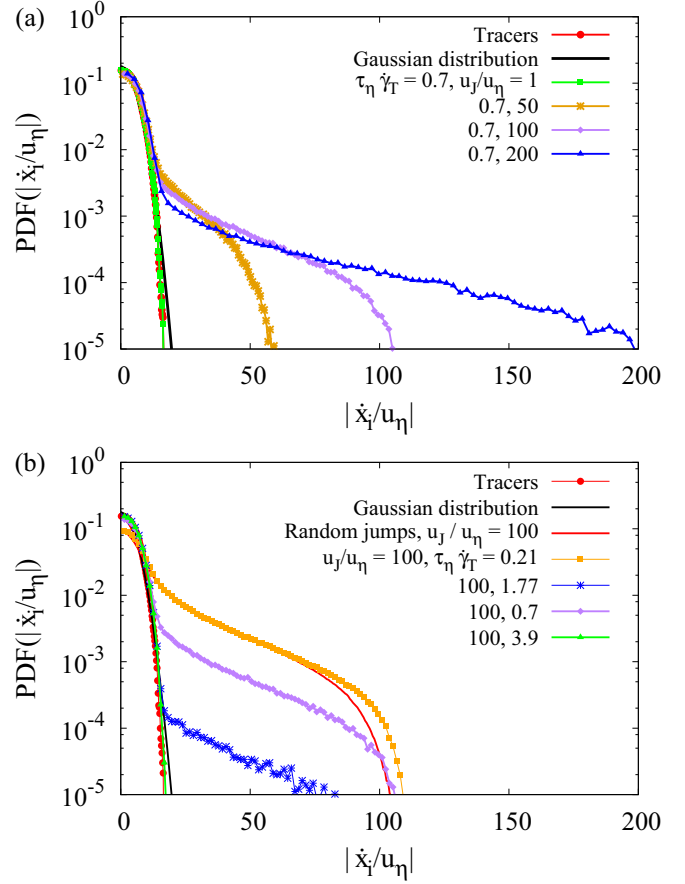 (a)
10^0
10^-1
10^-2
10^-3
10^-4
10^-5
PDF(|ẋ_i/u_η|)
Tracers
Gaussian distribution
τ_η γ̇_T = 0.7, u_J/u_η = 1
0.7, 50
0.7, 100
0.7, 200
0 50 100 150 200
|ẋ_i/u_η|
(b)
10^0
10^-1
10^-2
10^-3
10^-4
10^-5
PDF(|ẋ_i/u_η|)
Tracers
Gaussian distribution
Random jumps, u_J / u_η = 100
u_J/u_η = 100, τ_η γ̇_T = 0.21
100, 1.77
100, 0.7
100, 3.9
0 50 100 150 200
|ẋ_i/u_η|